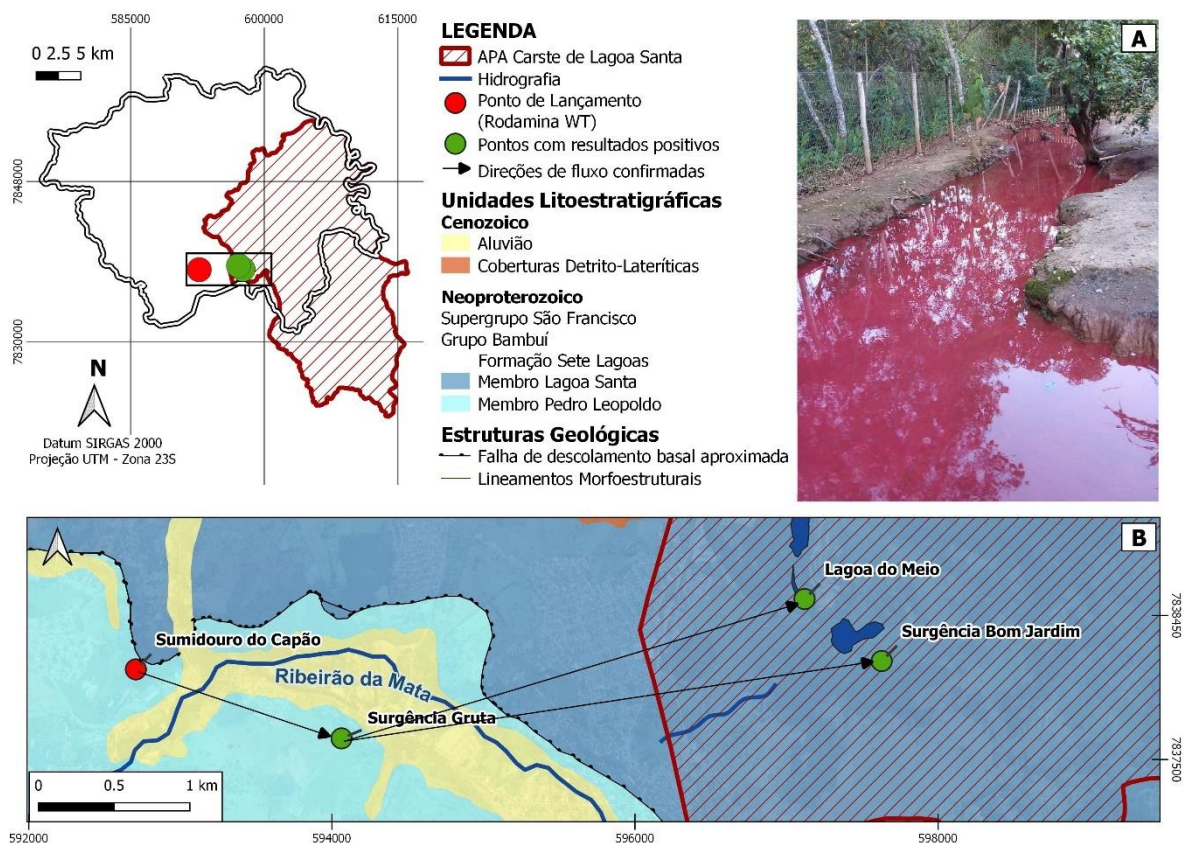 585000
600000
615000
0 2.5 5 km
7848000
7830000
N
Datum SIRGAS 2000
Projeção UTM - Zona 23S
LEGENDA
APA Carste de Lagoa Santa
Hidrografia
Ponto de Lançamento
(Rodamina WT)
Pontos com resultados positivos
Direções de fluxo confirmadas
Unidades Litoestratigráficas
Cenozoico
Aluvião
Coberturas Detrito-Lateríticas
Neoproterozoico
Supergrupo São Francisco
Grupo Bambuí
Formação Sete Lagoas
Membro Lagoa Santa
Membro Pedro Leopoldo
Estruturas Geológicas
Falha de descolamento basal aproximada
Lineamentos Morfoestruturais
A
B
Lagoa do Meio
Surgência Bom Jardim
Sumidouro do Capão
Ribeirão da Mata
Surgência Gruta
7838450
7837500
0 0.5 1 km
592000
594000
596000
598000